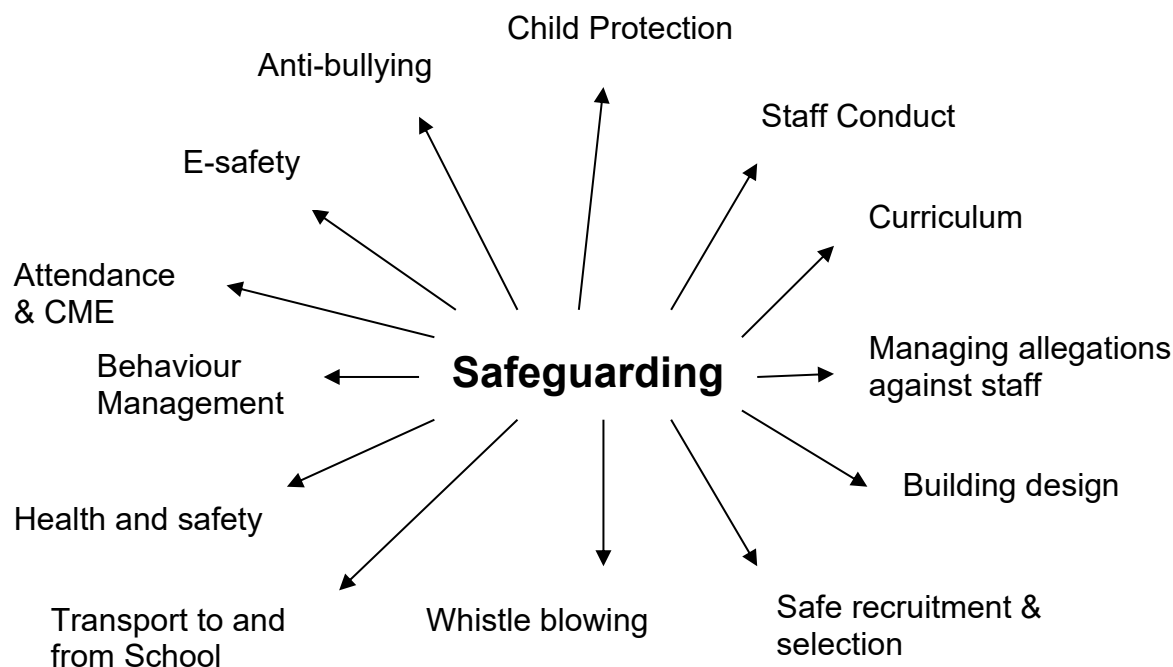 Child Protection
Anti-bullying
Staff Conduct
E-safety
Curriculum
Attendance
& CME
Managing allegations
against staff
Safeguarding
Behaviour
Management
Building design
Health and safety
Transport to and
from School
Whistle blowing
Safe recruitment &
selection